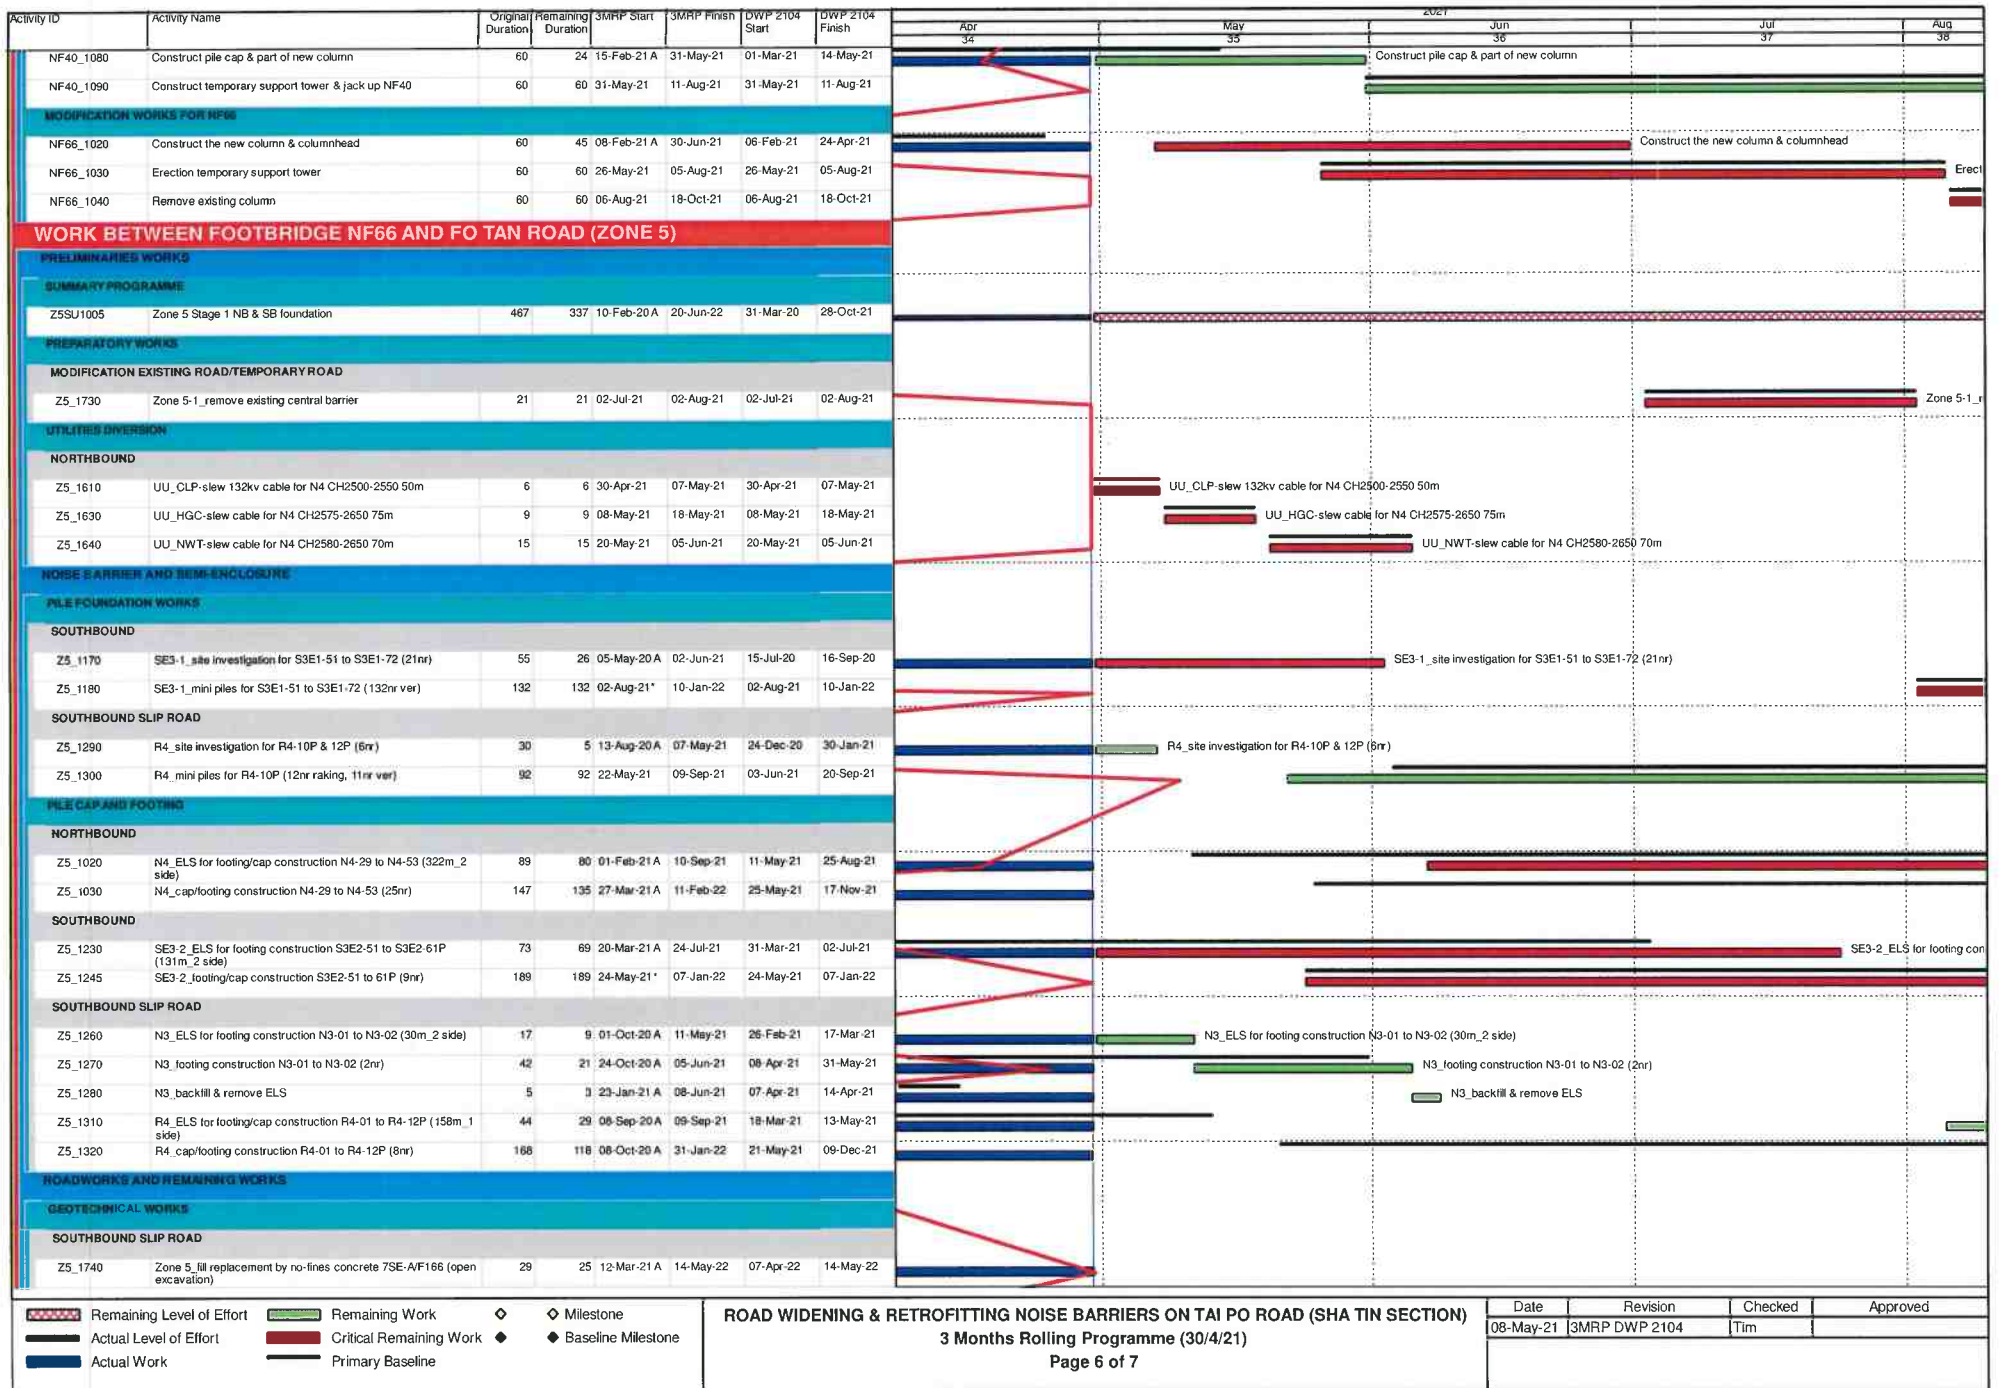 Activity ID Activity Name Original Duration Remaining Duration 3MRP Start 3MRP Finish DWP 2104 Start DWP 2104 Finish
2021
Apr May Jun Jul Aug
34 35 36 37 38
NF40_1080 Construct pile cap & part of new column 60 24 15-Feb-21 A 31-May-21 01-Mar-21 14-May-21 Construct pile cap & part of new column
NF40_1090 Construct temporary support tower & jack up NF40 60 60 31-May-21 11-Aug-21 31-May-21 11-Aug-21
MODIFICATION WORKS FOR NF66
NF66_1020 Construct the new column & columnhead 60 45 08-Feb-21 A 30-Jun-21 06-Feb-21 24-Apr-21 Construct the new column & columnhead
NF66_1030 Erection temporary support tower 60 60 26-May-21 05-Aug-21 26-May-21 05-Aug-21 Erect
NF66_1040 Remove existing column 60 60 06-Aug-21 18-Oct-21 06-Aug-21 18-Oct-21
WORK BETWEEN FOOTBRIDGE NF66 AND FO TAN ROAD (ZONE 5)
PRELIMINARIES WORKS
SUMMARY PROGRAMME
Z5SU1005 Zone 5 Stage 1 NB & SB foundation 467 337 10-Feb-20 A 20-Jun-22 31-Mar-20 28-Oct-21
PREPARATORY WORKS
MODIFICATION EXISTING ROAD/TEMPORARY ROAD
Z5_1730 Zone 5-1_remove existing central barrier 21 21 02-Jul-21 02-Aug-21 02-Jul-21 02-Aug-21 Zone 5-1_r
UTILITIES DIVERSION
NORTHBOUND
Z5_1610 UU_CLP-slew 132kv cable for N4 CH2500-2550 50m 6 6 30-Apr-21 07-May-21 30-Apr-21 07-May-21 UU_CLP-slew 132kv cable for N4 CH2500-2550 50m
Z5_1630 UU_HGC-slew cable for N4 CH2575-2650 75m 9 9 08-May-21 18-May-21 08-May-21 18-May-21 UU_HGC-slew cable for N4 CH2575-2650 75m
Z5_1640 UU_NWT-slew cable for N4 CH2580-2650 70m 15 15 20-May-21 05-Jun-21 20-May-21 05-Jun-21 UU_NWT-slew cable for N4 CH2580-2650 70m
NOISE BARRIER AND SEMI-ENCLOSURE
PILE FOUNDATION WORKS
SOUTHBOUND
Z5_1170 SE3-1_site investigation for S3E1-51 to S3E1-72 (21nr) 55 26 05-May-20 A 02-Jun-21 15-Jul-20 16-Sep-20 SE3-1_site investigation for S3E1-51 to S3E1-72 (21nr)
Z5_1180 SE3-1_mini piles for S3E1-51 to S3E1-72 (132nr ver) 132 132 02-Aug-21* 10-Jan-22 02-Aug-21 10-Jan-22
SOUTHBOUND SLIP ROAD
Z5_1290 R4_site investigation for R4-10P & 12P (6nr) 30 5 13-Aug-20 A 07-May-21 24-Dec-20 30-Jan-21 R4_site investigation for R4-10P & 12P (6nr)
Z5_1300 R4_mini piles for R4-10P (12nr raking, 11nr ver) 92 92 22-May-21 09-Sep-21 03-Jun-21 20-Sep-21
PILE CAP AND FOOTING
NORTHBOUND
Z5_1020 N4_ELS for footing/cap construction N4-29 to N4-53 (322m_2 side) 89 80 01-Feb-21 A 10-Sep-21 11-May-21 25-Aug-21
Z5_1030 N4_cap/footing construction N4-29 to N4-53 (25nr) 147 135 27-Mar-21 A 11-Feb-22 25-May-21 17-Nov-21
SOUTHBOUND
Z5_1230 SE3-2_ELS for footing construction S3E2-51 to S3E2-61P (131m_2 side) 73 69 20-Mar-21 A 24-Jul-21 31-Mar-21 02-Jul-21 SE3-2_ELS for footing con
Z5_1245 SE3-2_footing/cap construction S3E2-51 to 61P (9nr) 189 189 24-May-21* 07-Jan-22 24-May-21 07-Jan-22
SOUTHBOUND SLIP ROAD
Z5_1260 N3_ELS for footing construction N3-01 to N3-02 (30m_2 side) 17 9 01-Oct-20 A 11-May-21 26-Feb-21 17-Mar-21 N3_ELS for footing construction N3-01 to N3-02 (30m_2 side)
Z5_1270 N3_footing construction N3-01 to N3-02 (2nr) 42 21 24-Oct-20 A 05-Jun-21 08-Apr-21 31-May-21 N3_footing construction N3-01 to N3-02 (2nr)
Z5_1280 N3_backfill & remove ELS 5 3 23-Jan-21 A 08-Jun-21 07-Apr-21 14-Apr-21 N3_backfill & remove ELS
Z5_1310 R4_ELS for footing/cap construction R4-01 to R4-12P (158m_1 side) 44 29 08-Sep-20 A 09-Sep-21 18-Mar-21 13-May-21
Z5_1320 R4_cap/footing construction R4-01 to R4-12P (8nr) 168 118 08-Oct-20 A 31-Jan-22 21-May-21 09-Dec-21
ROADWORKS AND REMAINING WORKS
GEOTECHNICAL WORKS
SOUTHBOUND SLIP ROAD
Z5_1740 Zone 5_fill replacement by no-fines concrete 7SE-A/F166 (open excavation) 29 25 12-Mar-21 A 14-May-22 07-Apr-22 14-May-22
Remaining Level of Effort Remaining Work Milestone
Actual Level of Effort Critical Remaining Work Baseline Milestone
Actual Work Primary Baseline
ROAD WIDENING & RETROFITTING NOISE BARRIERS ON TAI PO ROAD (SHA TIN SECTION)
3 Months Rolling Programme (30/4/21)
Page 6 of 7
Date Revision Checked Approved
08-May-21 3MRP DWP 2104 Tim